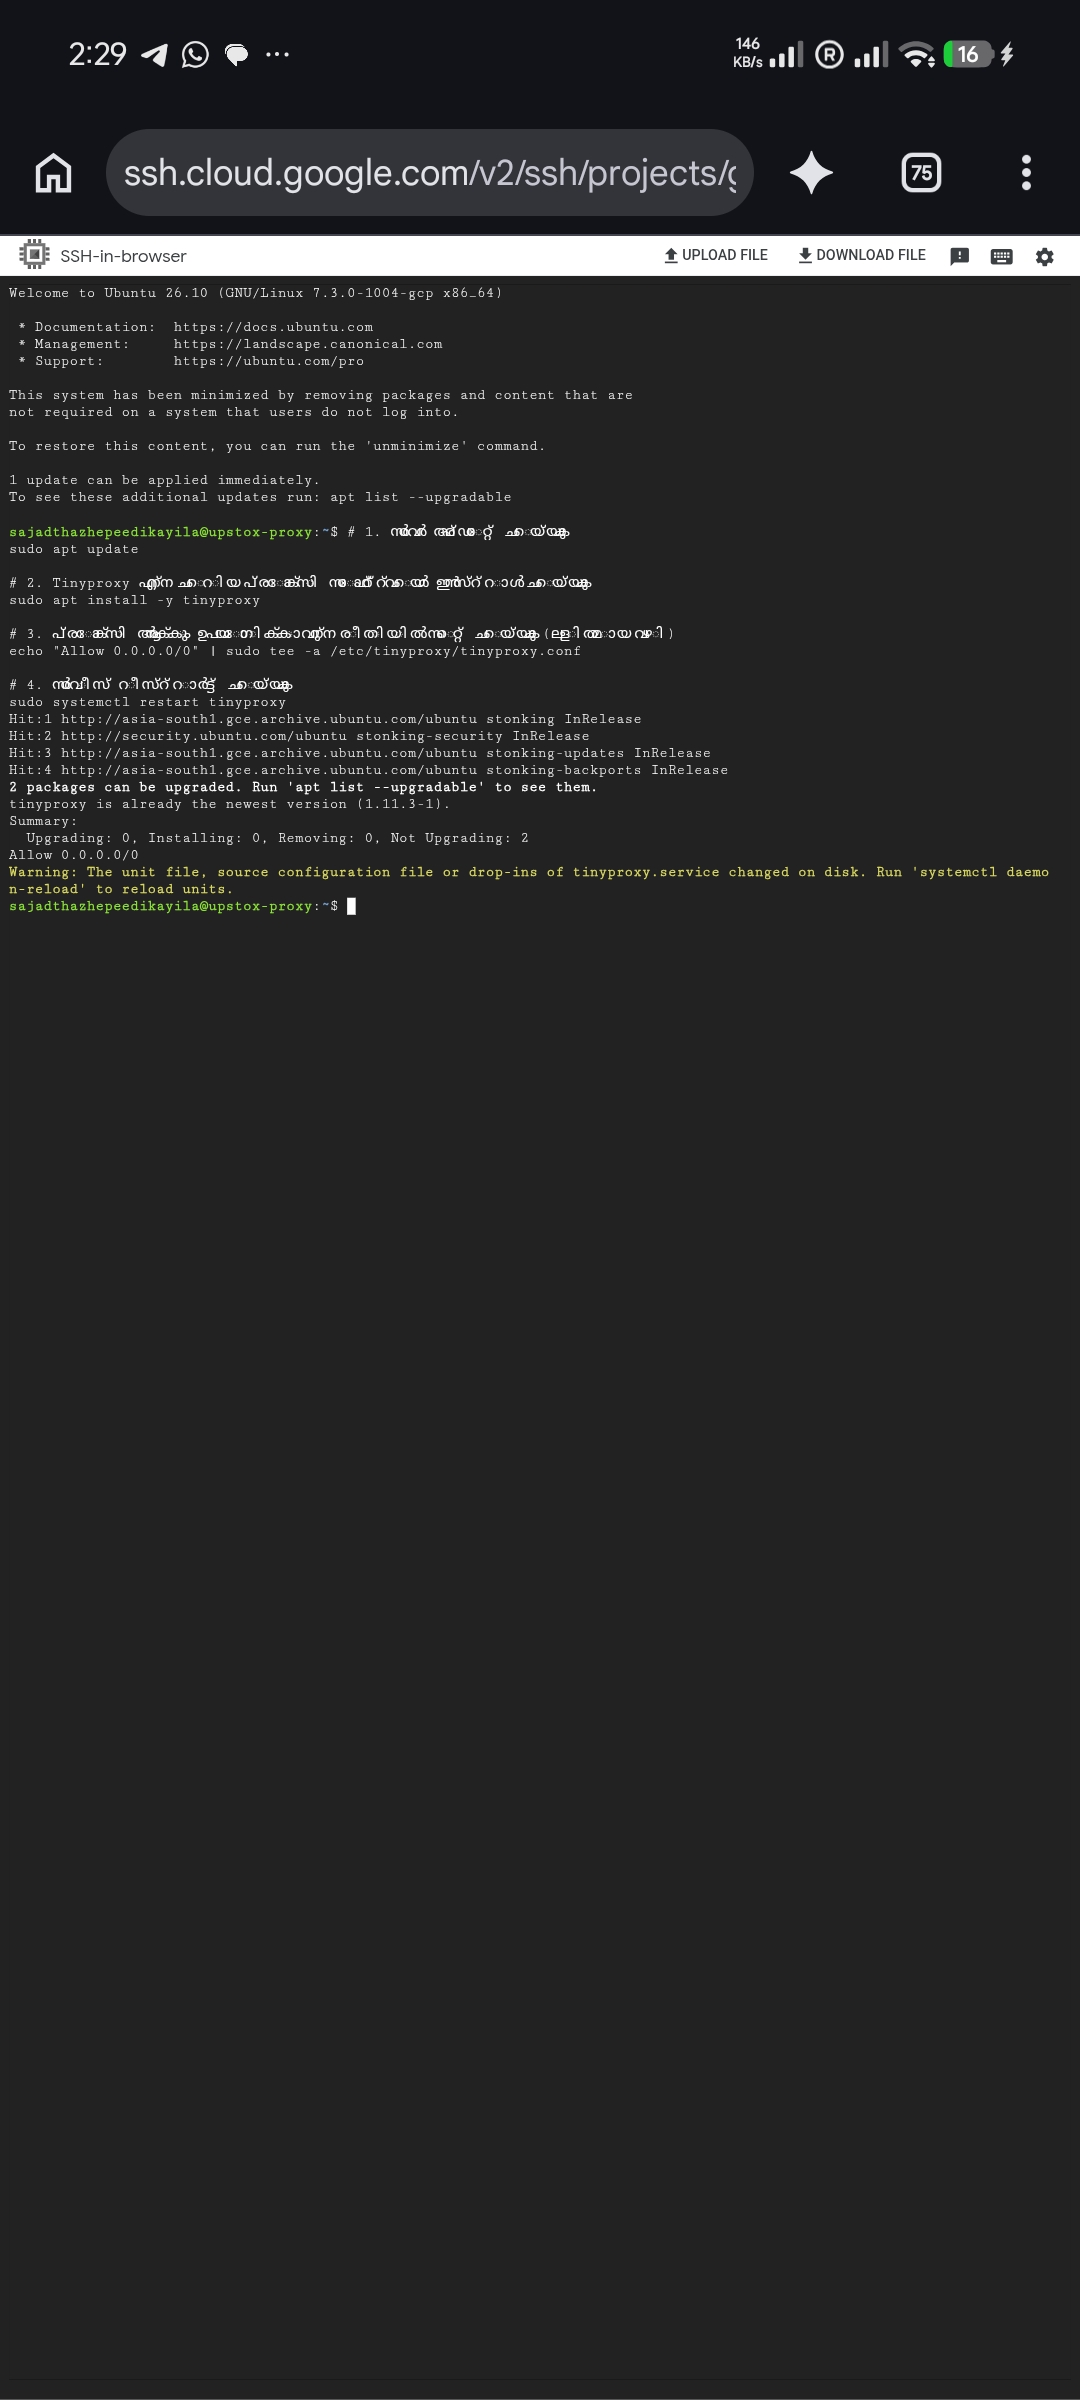 2:29
146
KB/s
R
16
ssh.cloud.google.com/v2/ssh/projects/
75
SSH-in-browser
UPLOAD FILE
DOWNLOAD FILE
Welcome to Ubuntu 26.10 (GNU/Linux 7.3.0-1004-gcp x86_64)
* Documentation: https://docs.ubuntu.com
* Management: https://landscape.canonical.com
* Support: https://ubuntu.com/pro
This system has been minimized by removing packages and content that are
not required on a system that users do not log into.
To restore this content, you can run the 'unminimize' command.
1 update can be applied immediately.
To see these additional updates run: apt list --upgradable
sajadthazhepeedikayila@upstox-proxy:~$ # 1. സെർവർ അപ്ഡേറ്റ് ചെയ്യുക
sudo apt update
# 2. Tinyproxy എന്ന ചെറിയ പ്രോക്സി സോഫ്റ്റ്‌വെയർ ഇൻസ്റ്റാൾ ചെയ്യുക
sudo apt install -y tinyproxy
# 3. പ്രോക്സി ആർക്കും ഉപയോഗിക്കാവുന്ന രീതിയിൽ സെറ്റ് ചെയ്യുക (ലളിതമായ വഴി)
echo "Allow 0.0.0.0/0" | sudo tee -a /etc/tinyproxy/tinyproxy.conf
# 4. സർവീസ് റീസ്റ്റാർട്ട് ചെയ്യുക
sudo systemctl restart tinyproxy
Hit:1 http://asia-south1.gce.archive.ubuntu.com/ubuntu stonking InRelease
Hit:2 http://security.ubuntu.com/ubuntu stonking-security InRelease
Hit:3 http://asia-south1.gce.archive.ubuntu.com/ubuntu stonking-updates InRelease
Hit:4 http://asia-south1.gce.archive.ubuntu.com/ubuntu stonking-backports InRelease
2 packages can be upgraded. Run 'apt list --upgradable' to see them.
tinyproxy is already the newest version (1.11.3-1).
Summary:
Upgrading: 0, Installing: 0, Removing: 0, Not Upgrading: 2
Allow 0.0.0.0/0
Warning: The unit file, source configuration file or drop-ins of tinyproxy.service changed on disk. Run 'systemctl daemo
n-reload' to reload units.
sajadthazhepeedikayila@upstox-proxy:~$